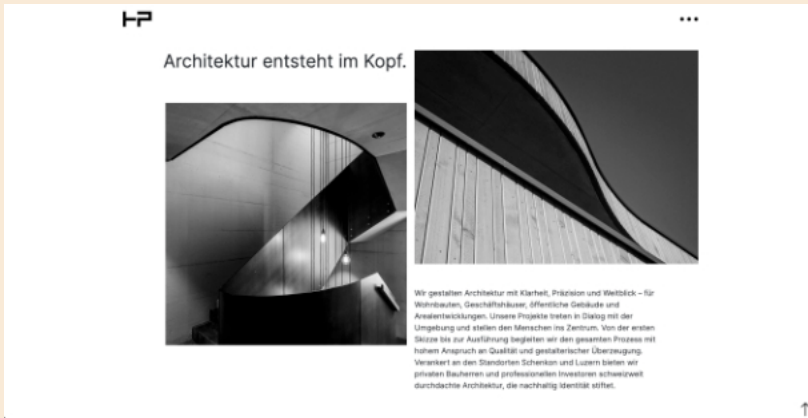 HP
Architektur entsteht im Kopf.
Wir gestalten Architektur mit Klarheit, Präzision und Weitblick – für
Wohnbauten, Geschäftshäuser, öffentliche Gebäude und
Arealentwicklungen. Unsere Projekte treten in Dialog mit der
Umgebung und stellen den Menschen ins Zentrum. Von der ersten
Skizze bis zur Ausführung begleiten wir den gesamten Prozess mit
hohem Anspruch an Qualität und gestalterischer Überzeugung.
Verankert an den Standorten Schenkon und Luzern bieten wir
privaten Bauherren und professionellen Investoren schweizweit
durchdachte Architektur, die nachhaltig Identität stiftet.